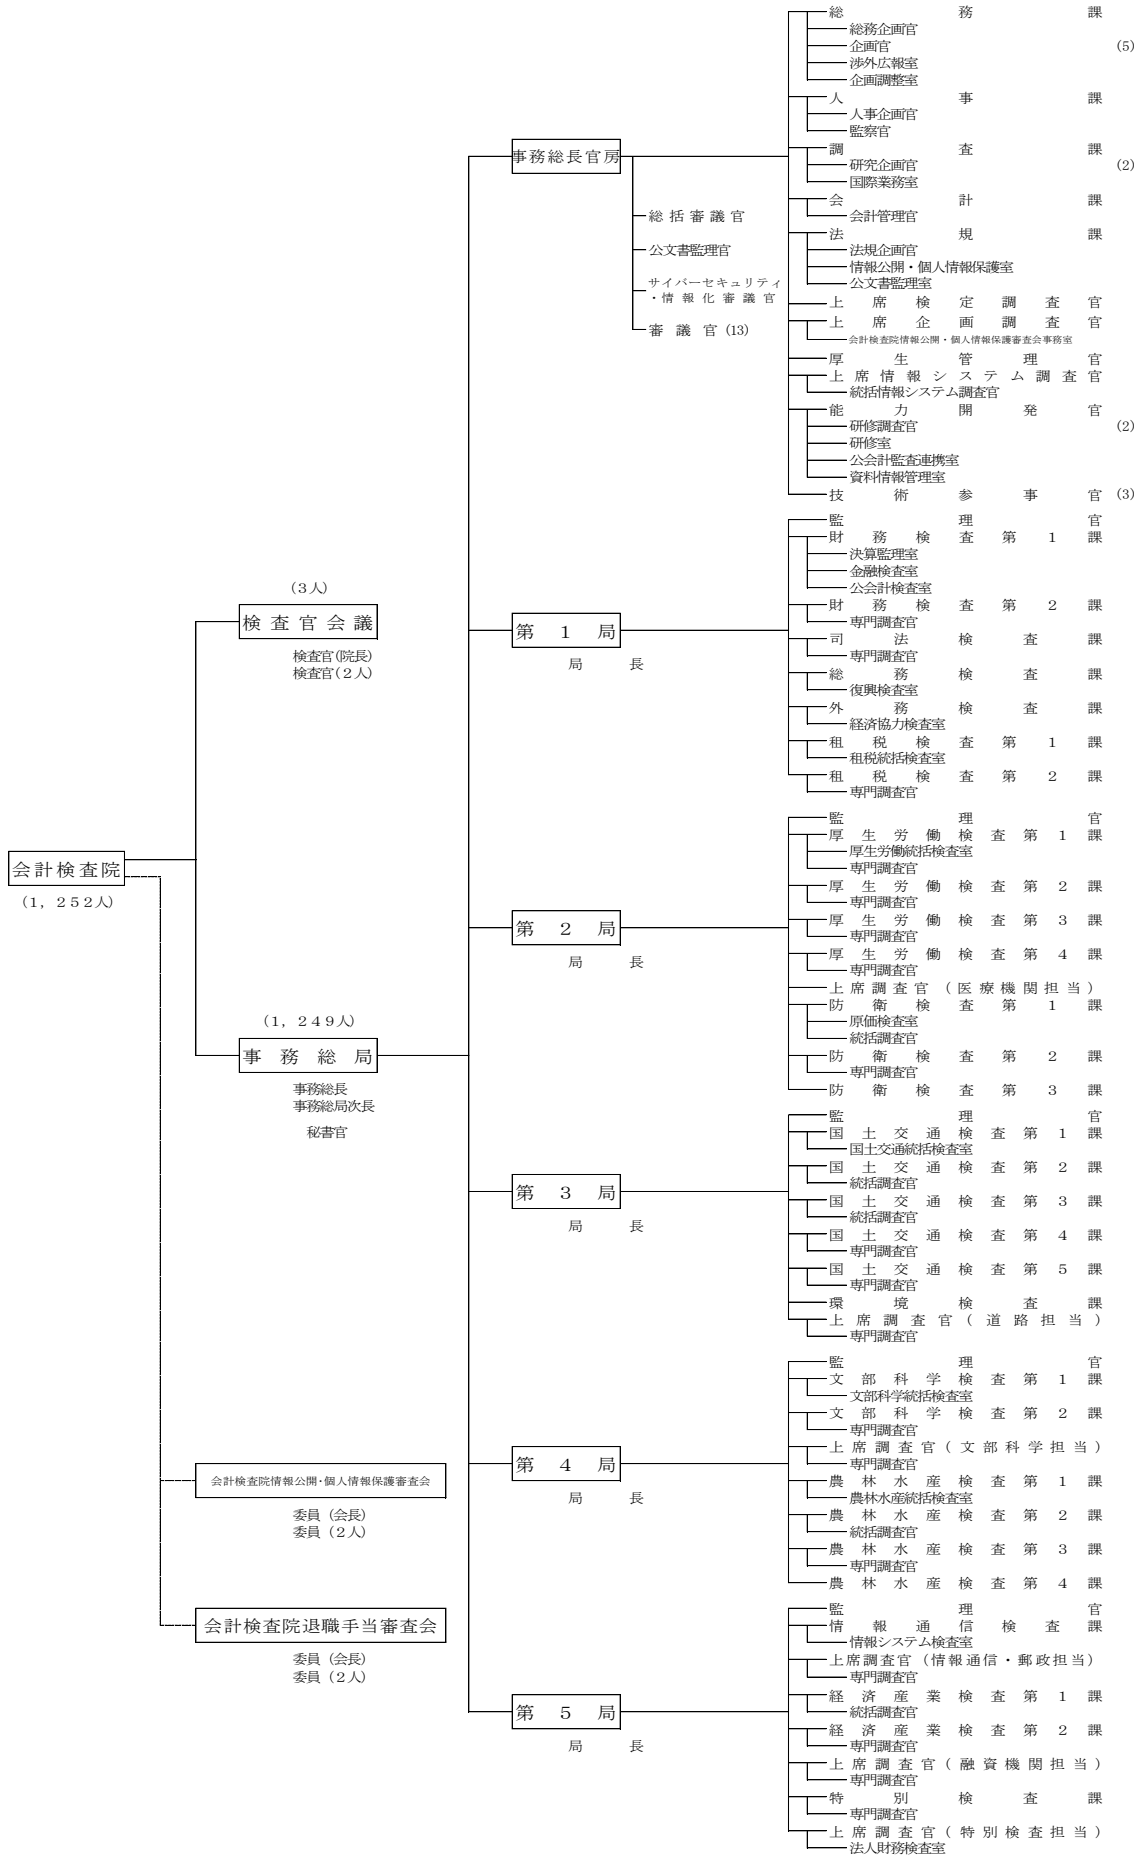 会計検査院
(1, 252人)
(3人)
検査官会議
検査官(院長)
検査官(2人)
(1, 249人)
事務総局
事務総長
事務総局次長
秘書官
会計検査院情報公開・個人情報保護審査会
委員 (会長)
委員 (2人)
会計検査院退職手当審査会
委員 (会長)
委員 (2人)
事務総長官房
総括審議官
公文書監理官
サイバーセキュリティ
・情報化審議官
審議官 (13)
総務課
総務企画官
企画官 (5)
渉外広報室
企画調整室
人事課
人事企画官
監察官
調査課
研究企画官 (2)
国際業務室
会計課
会計管理官
法規課
法規企画官
情報公開・個人情報保護室
公文書監理室
上席検定調査官
上席企画調査官
会計検査院情報公開・個人情報保護審査会事務室
厚生管理官
上席情報システム調査官
統括情報システム調査官
能力開発官
研修調査官 (2)
研修室
公会計監査連携室
資料情報管理室
技術参事官 (3)
第1局
局長
監理官
財務検査第1課
決算監理室
金融検査室
公会計検査室
財務検査第2課
専門調査官
司法検査課
専門調査官
総務検査課
復興検査室
外務検査課
経済協力検査室
租税検査第1課
租税統括検査室
租税検査第2課
専門調査官
第2局
局長
監理官
厚生労働検査第1課
厚生労働統括検査室
専門調査官
厚生労働検査第2課
専門調査官
厚生労働検査第3課
専門調査官
厚生労働検査第4課
専門調査官
上席調査官(医療機関担当)
防衛検査第1課
原価検査室
統括調査官
防衛検査第2課
専門調査官
防衛検査第3課
第3局
局長
監理官
国土交通検査第1課
国土交通統括検査室
国土交通検査第2課
統括調査官
国土交通検査第3課
統括調査官
国土交通検査第4課
専門調査官
国土交通検査第5課
専門調査官
環境検査課
上席調査官(道路担当)
専門調査官
第4局
局長
監理官
文部科学検査第1課
文部科学統括検査室
文部科学検査第2課
専門調査官
上席調査官(文部科学担当)
専門調査官
農林水産検査第1課
農林水産統括検査室
農林水産検査第2課
統括調査官
農林水産検査第3課
専門調査官
農林水産検査第4課
第5局
局長
監理官
情報通信検査課
情報システム検査室
上席調査官(情報通信・郵政担当)
専門調査官
経済産業検査第1課
統括調査官
経済産業検査第2課
専門調査官
上席調査官(融資機関担当)
専門調査官
特別検査課
専門調査官
上席調査官(特別検査担当)
法人財務検査室